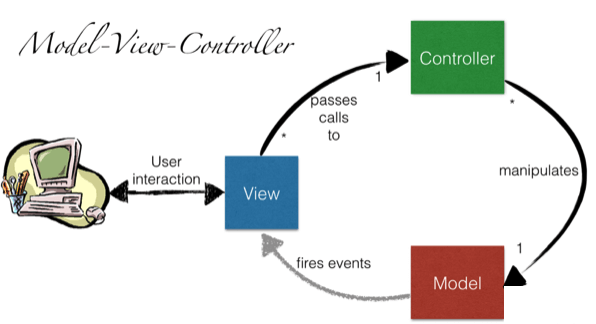 Model-View-Controller
Controller
1
passes
calls
to
*
*
User
interaction
View
manipulates
1
fires events
Model